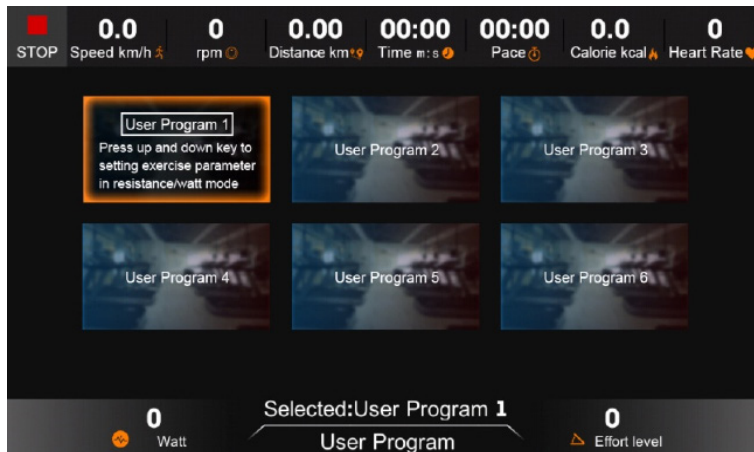 0.0 0 0.00 00:00 00:00 0.0 0
STOP Speed km/h rpm Distance km Time m:s Pace Calorie kcal Heart Rate
User Program 1
Press up and down key to
setting exercise parameter
in resistance/watt mode
User Program 2
User Program 3
User Program 4
User Program 5
User Program 6
0 Selected:User Program 1 0
Watt User Program Effort level